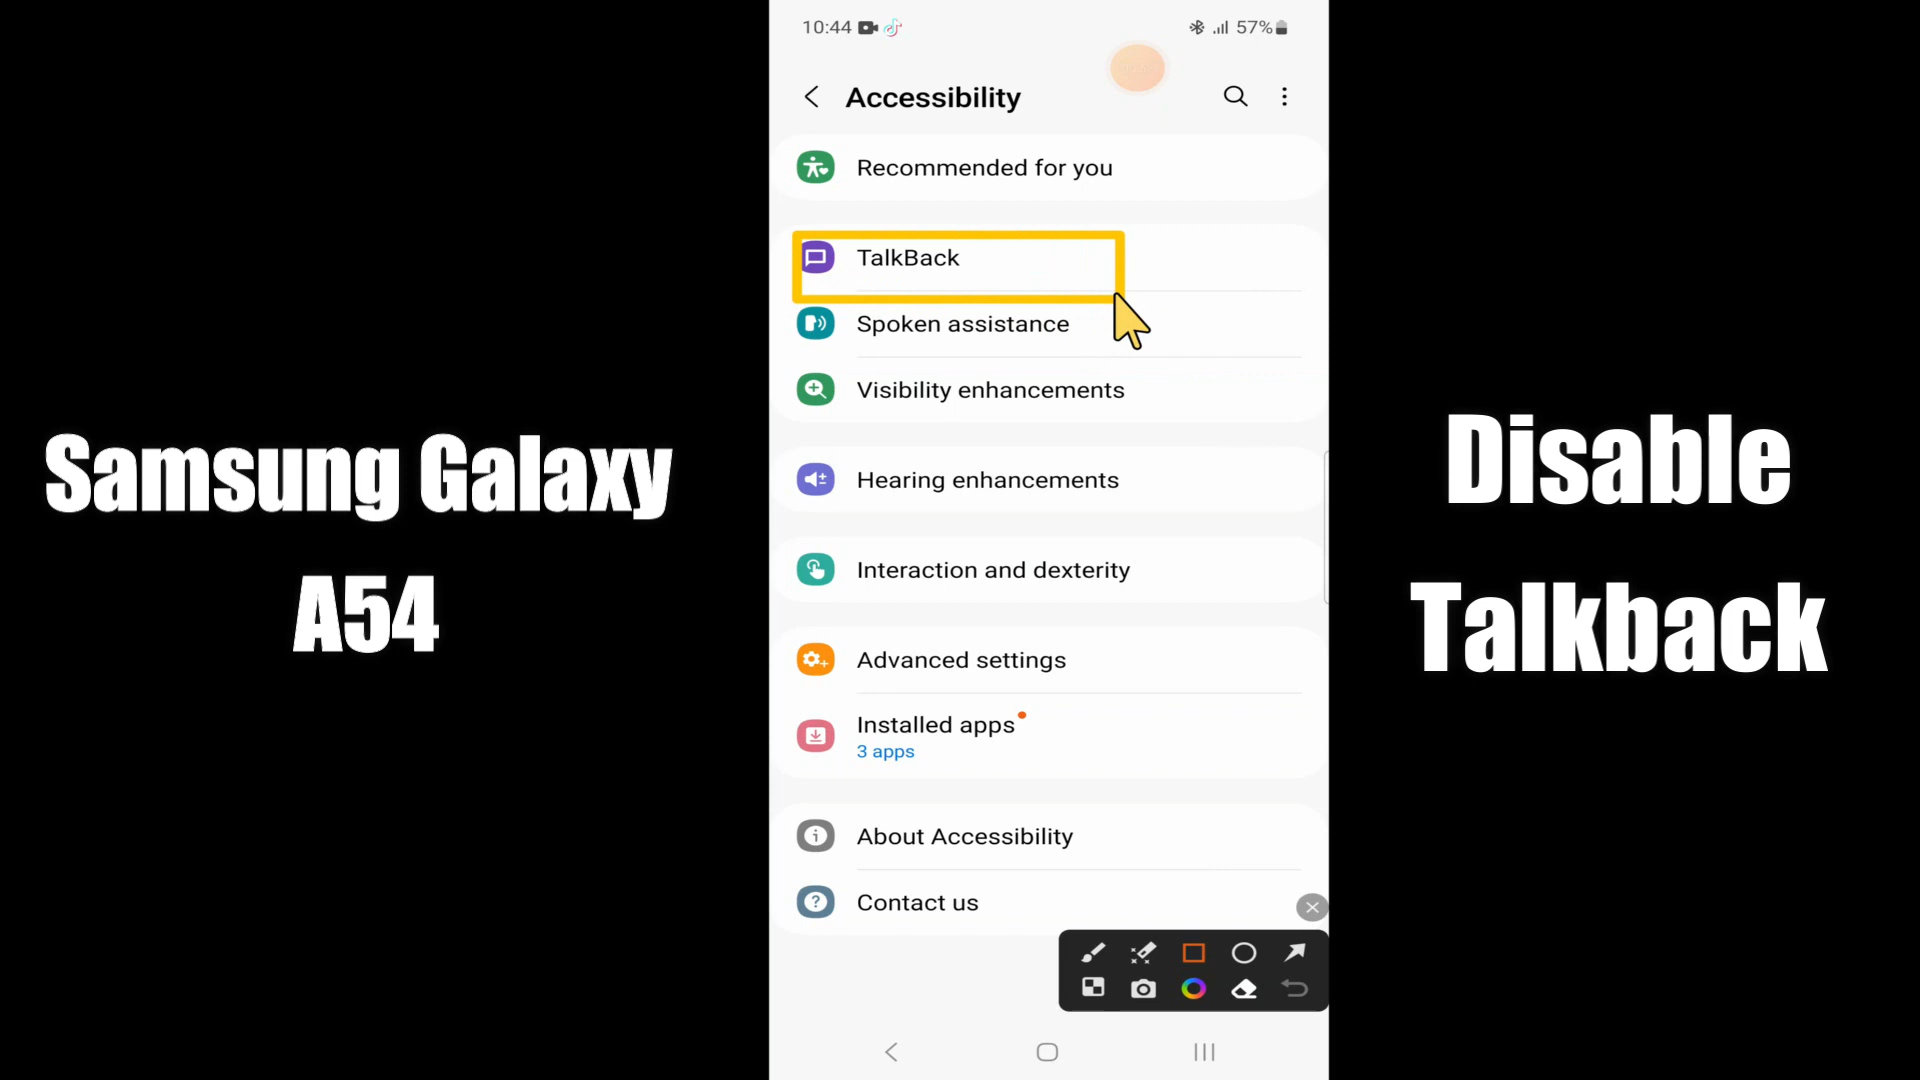 Samsung Galaxy
A54
10:44
57%
Accessibility
Recommended for you
TalkBack
Spoken assistance
Visibility enhancements
Hearing enhancements
Interaction and dexterity
Advanced settings
Installed apps
3 apps
About Accessibility
Contact us
Disable
Talkback